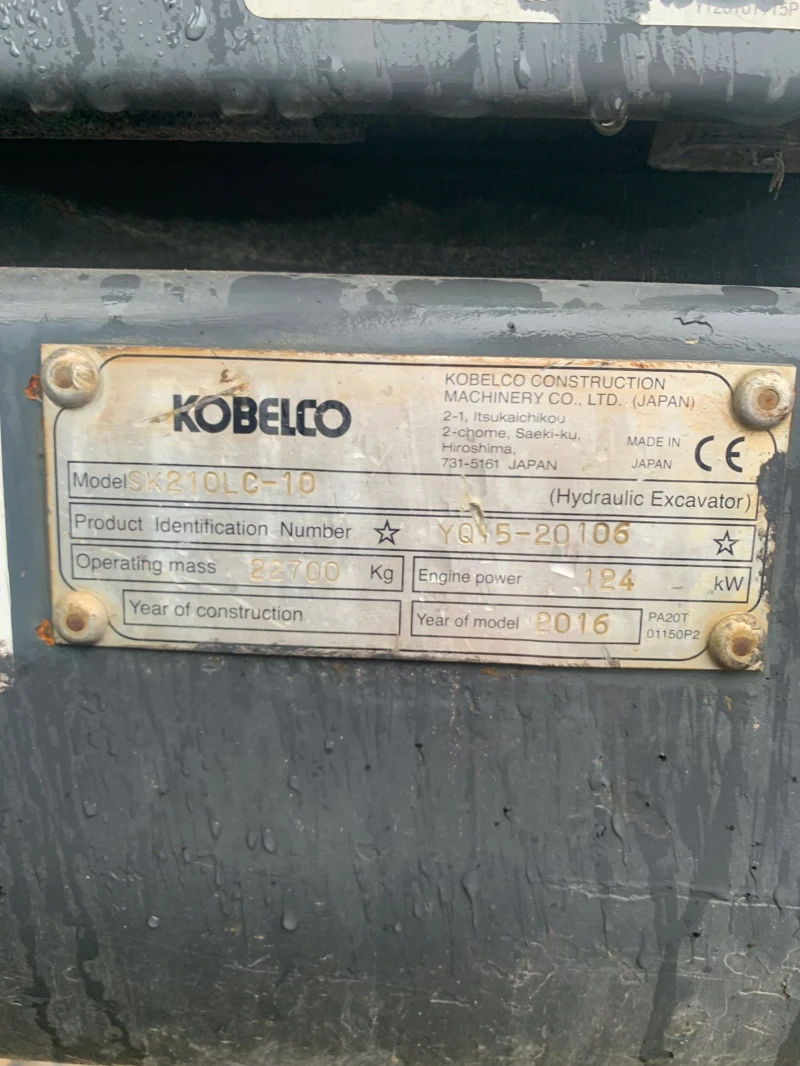 KOBELCO
KOBELCO CONSTRUCTION
MACHINERY CO., LTD. (JAPAN)
2-1, Itsukaichikou
2-chome, Saeki-ku,
Hiroshima,
731-5161 JAPAN
MADE IN
JAPAN
CE
Model SK210LC-10
(Hydraulic Excavator)
Product Identification Number ☆ YQ15-20106 ☆
Operating mass 22700 Kg
Engine power 124 kW
Year of construction
Year of model 2016
PA20T
01150P2